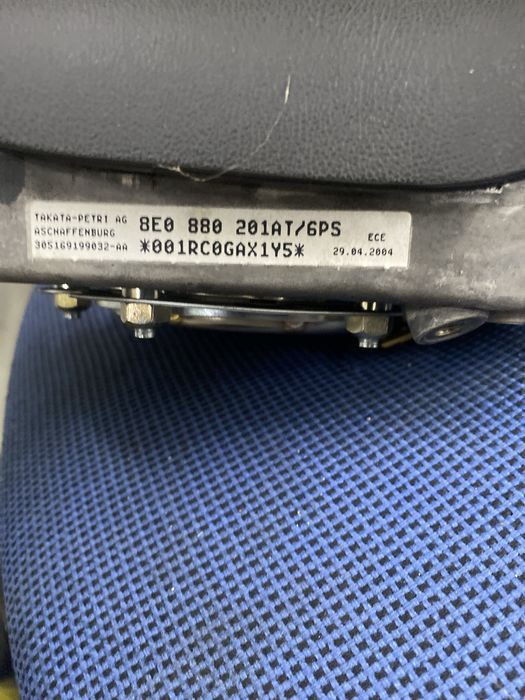 TAKATA-PETRI AG
ASCHAFFENBURG
305169199032-AA
8E0 880 201AT/6PS
*001RC0GAX1Y5*
ECE
29.04.2004